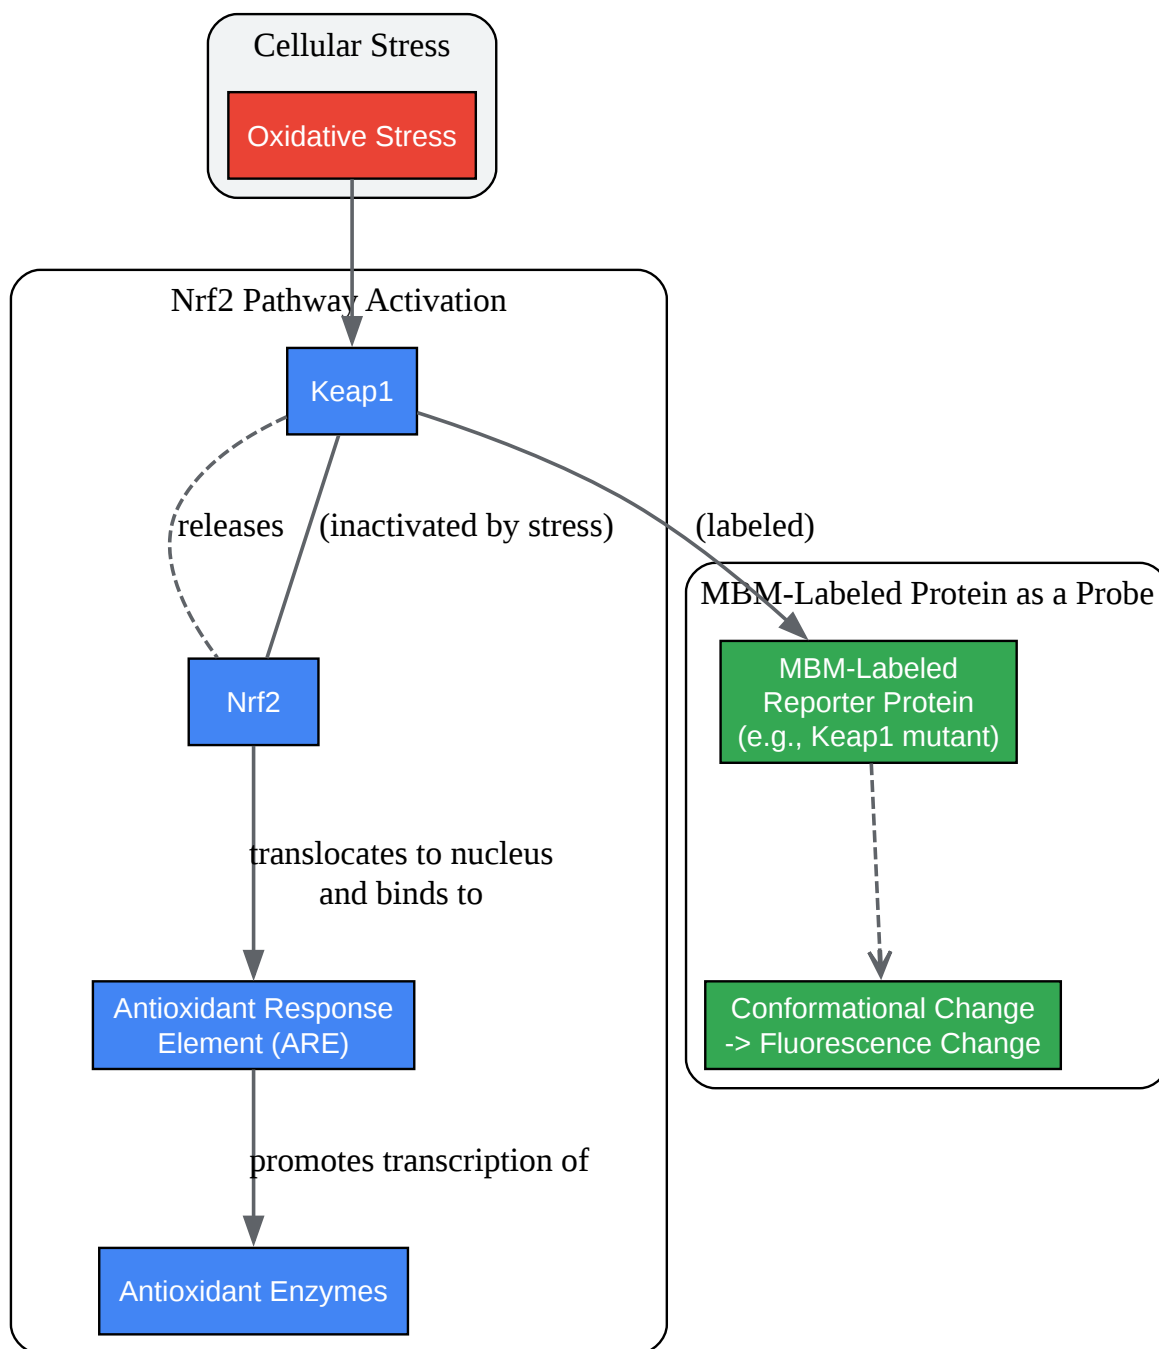 Cellular Stress
Oxidative Stress
Nrf2 Pathway Activation
Keap1
releases
(inactivated by stress)
(labeled)
MBM-Labeled Protein as a Probe
MBM-Labeled
Reporter Protein
(e.g., Keap1 mutant)
Nrf2
translocates to nucleus
and binds to
Antioxidant Response
Element (ARE)
Conformational Change
-> Fluorescence Change
promotes transcription of
Antioxidant Enzymes